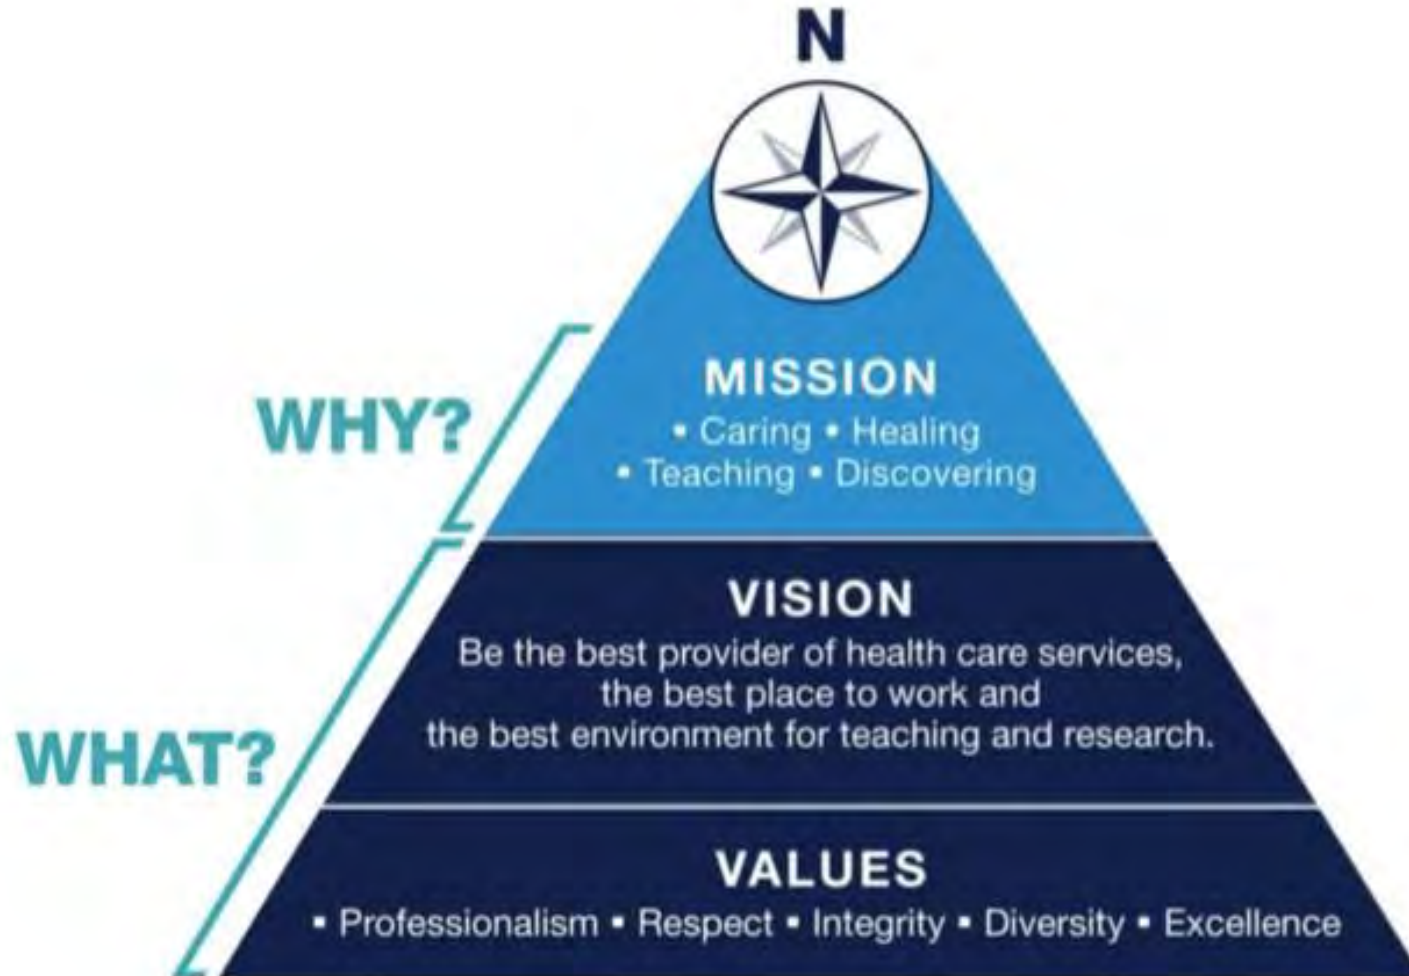 N
MISSION
▪ Caring ▪ Healing
▪ Teaching ▪ Discovering
WHY?
VISION
Be the best provider of health care services,
the best place to work and
the best environment for teaching and research.
WHAT?
VALUES
▪ Professionalism ▪ Respect ▪ Integrity ▪ Diversity ▪ Excellence